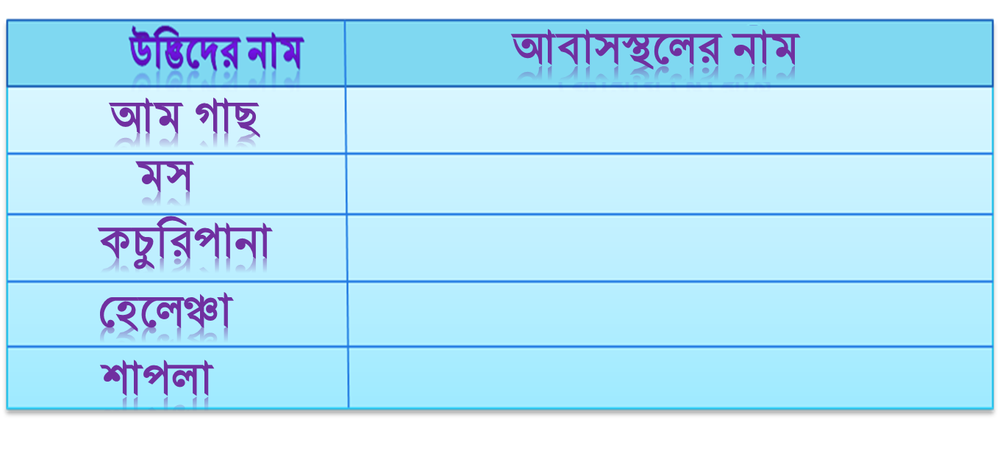 উদ্ভিদের নাম আবাসস্থলের নাম
আম গাছ
মস
কচুরিপানা
হেলেঞ্চা
শাপলা